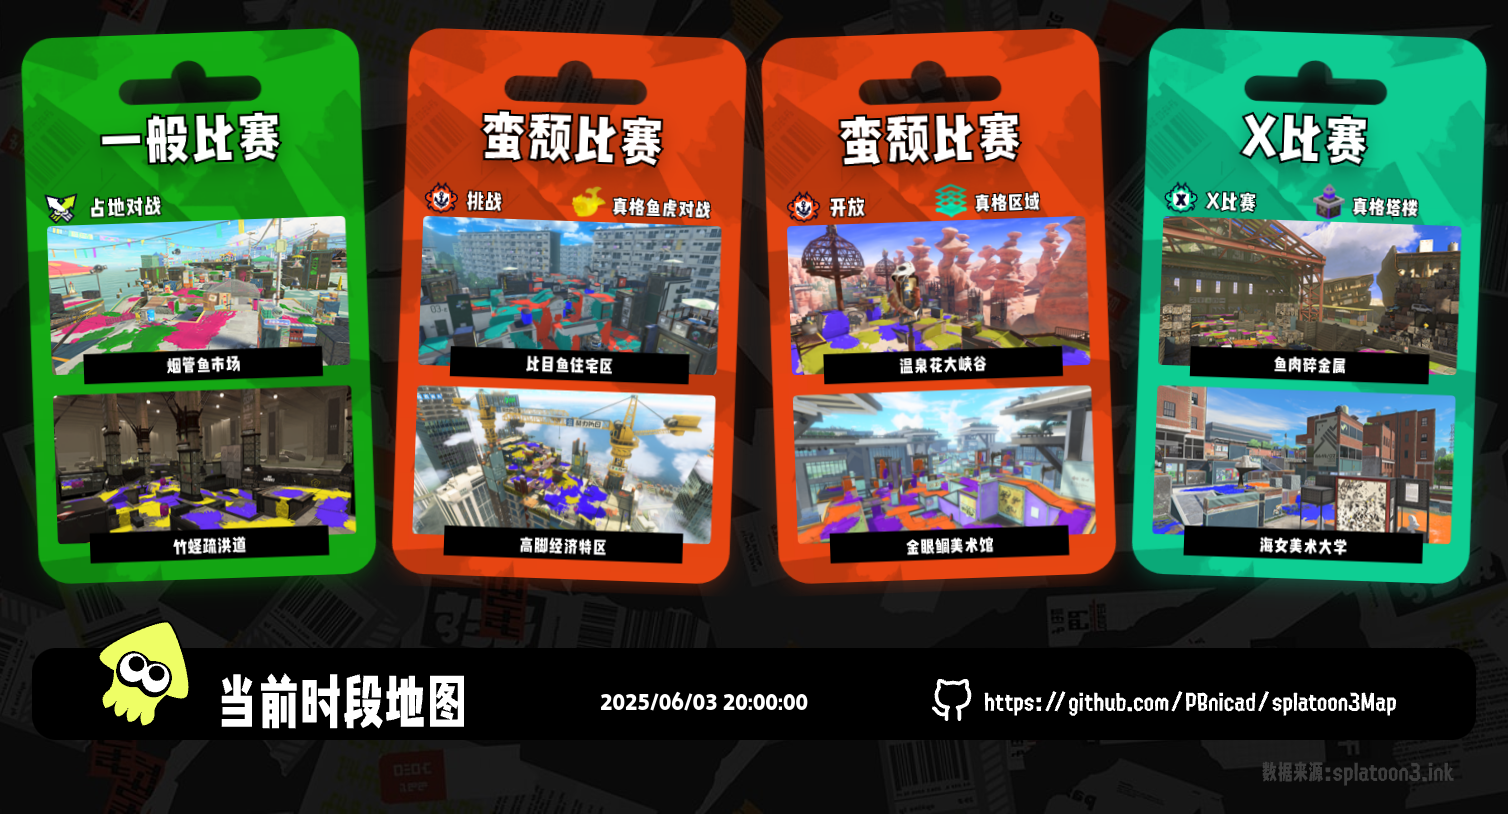 一般比赛
占地对战
烟管鱼市场
竹蛏疏洪道
蛮颓比赛
挑战
真格鱼虎对战
比目鱼住宅区
高脚经济特区
蛮颓比赛
开放
真格区域
温泉花大峡谷
金眼鲷美术馆
X比赛
X比赛
真格塔楼
鱼肉碎金属
海女美术大学
当前时段地图
2025/06/03 20:00:00
https://github.com/PBnicad/splatoon3Map
数据来源:splatoon3.ink